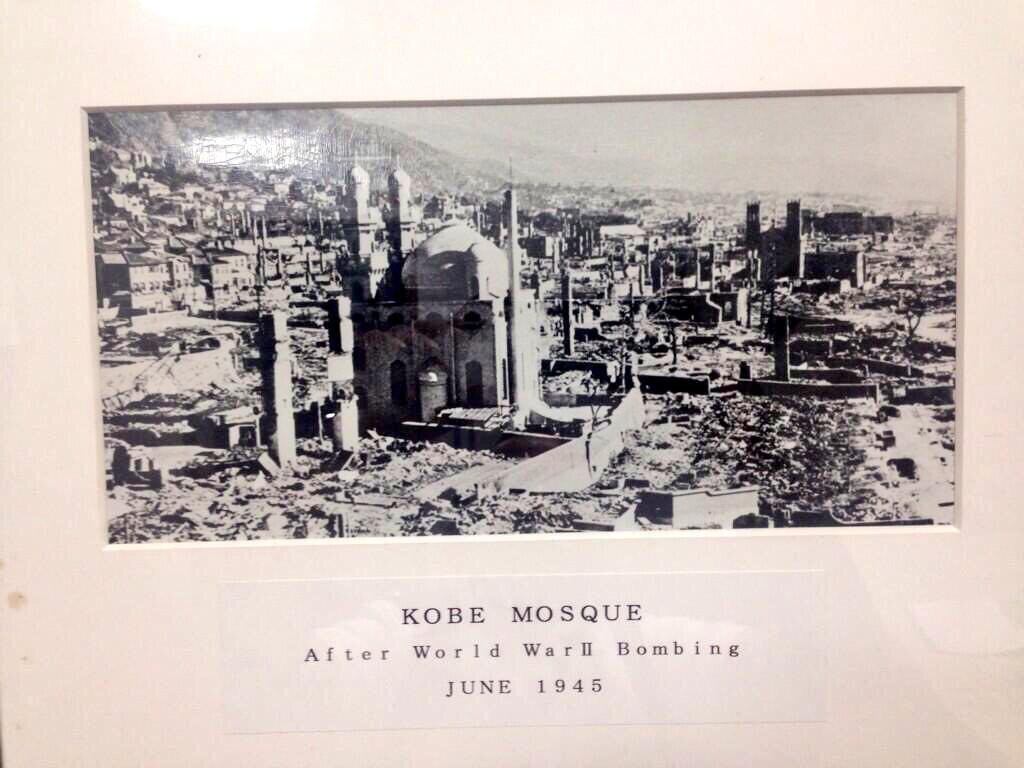 KOBE MOSQUE
After World WarⅡ Bombing
JUNE 1945